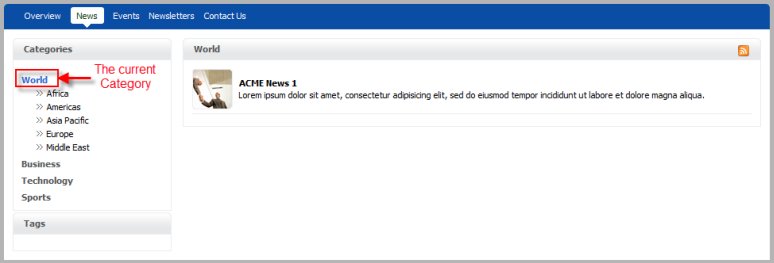 Overview News Events Newsletters Contact Us
Categories
World
The current
Category
Africa
Americas
Asia Pacific
Europe
Middle East
Business
Technology
Sports
Tags
World
ACME News 1
Lorem ipsum dolor sit amet, consectetur adipisicing elit, sed do eiusmod tempor incididunt ut labore et dolore magna aliqua.